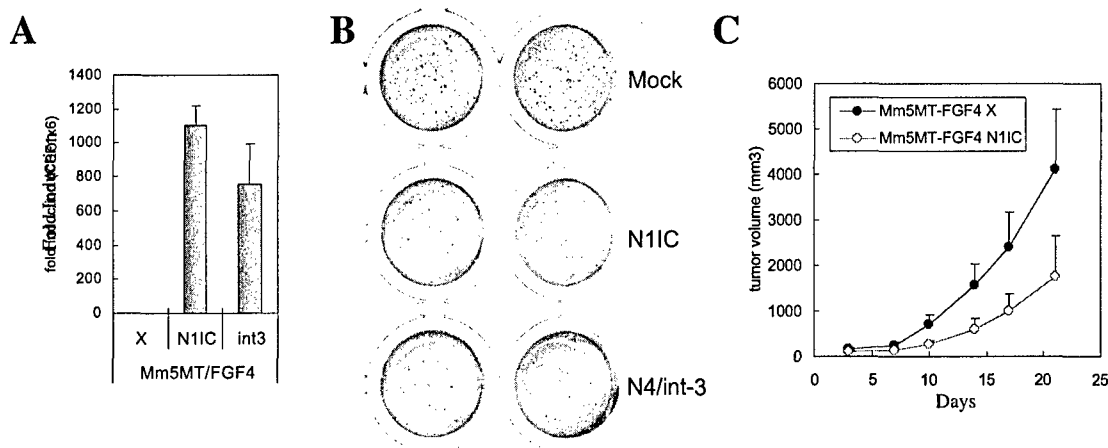 A
1400
1200
1000
800
600
400
200
0
X N1IC int3
Mm5MT/FGF4
B
Mock
N1IC
N4/int-3
C
6000
5000
4000
3000
2000
1000
0
tumor volume (mm3)
Mm5MT-FGF4 X
Mm5MT-FGF4 N1IC
0 5 10 15 20 25
Days